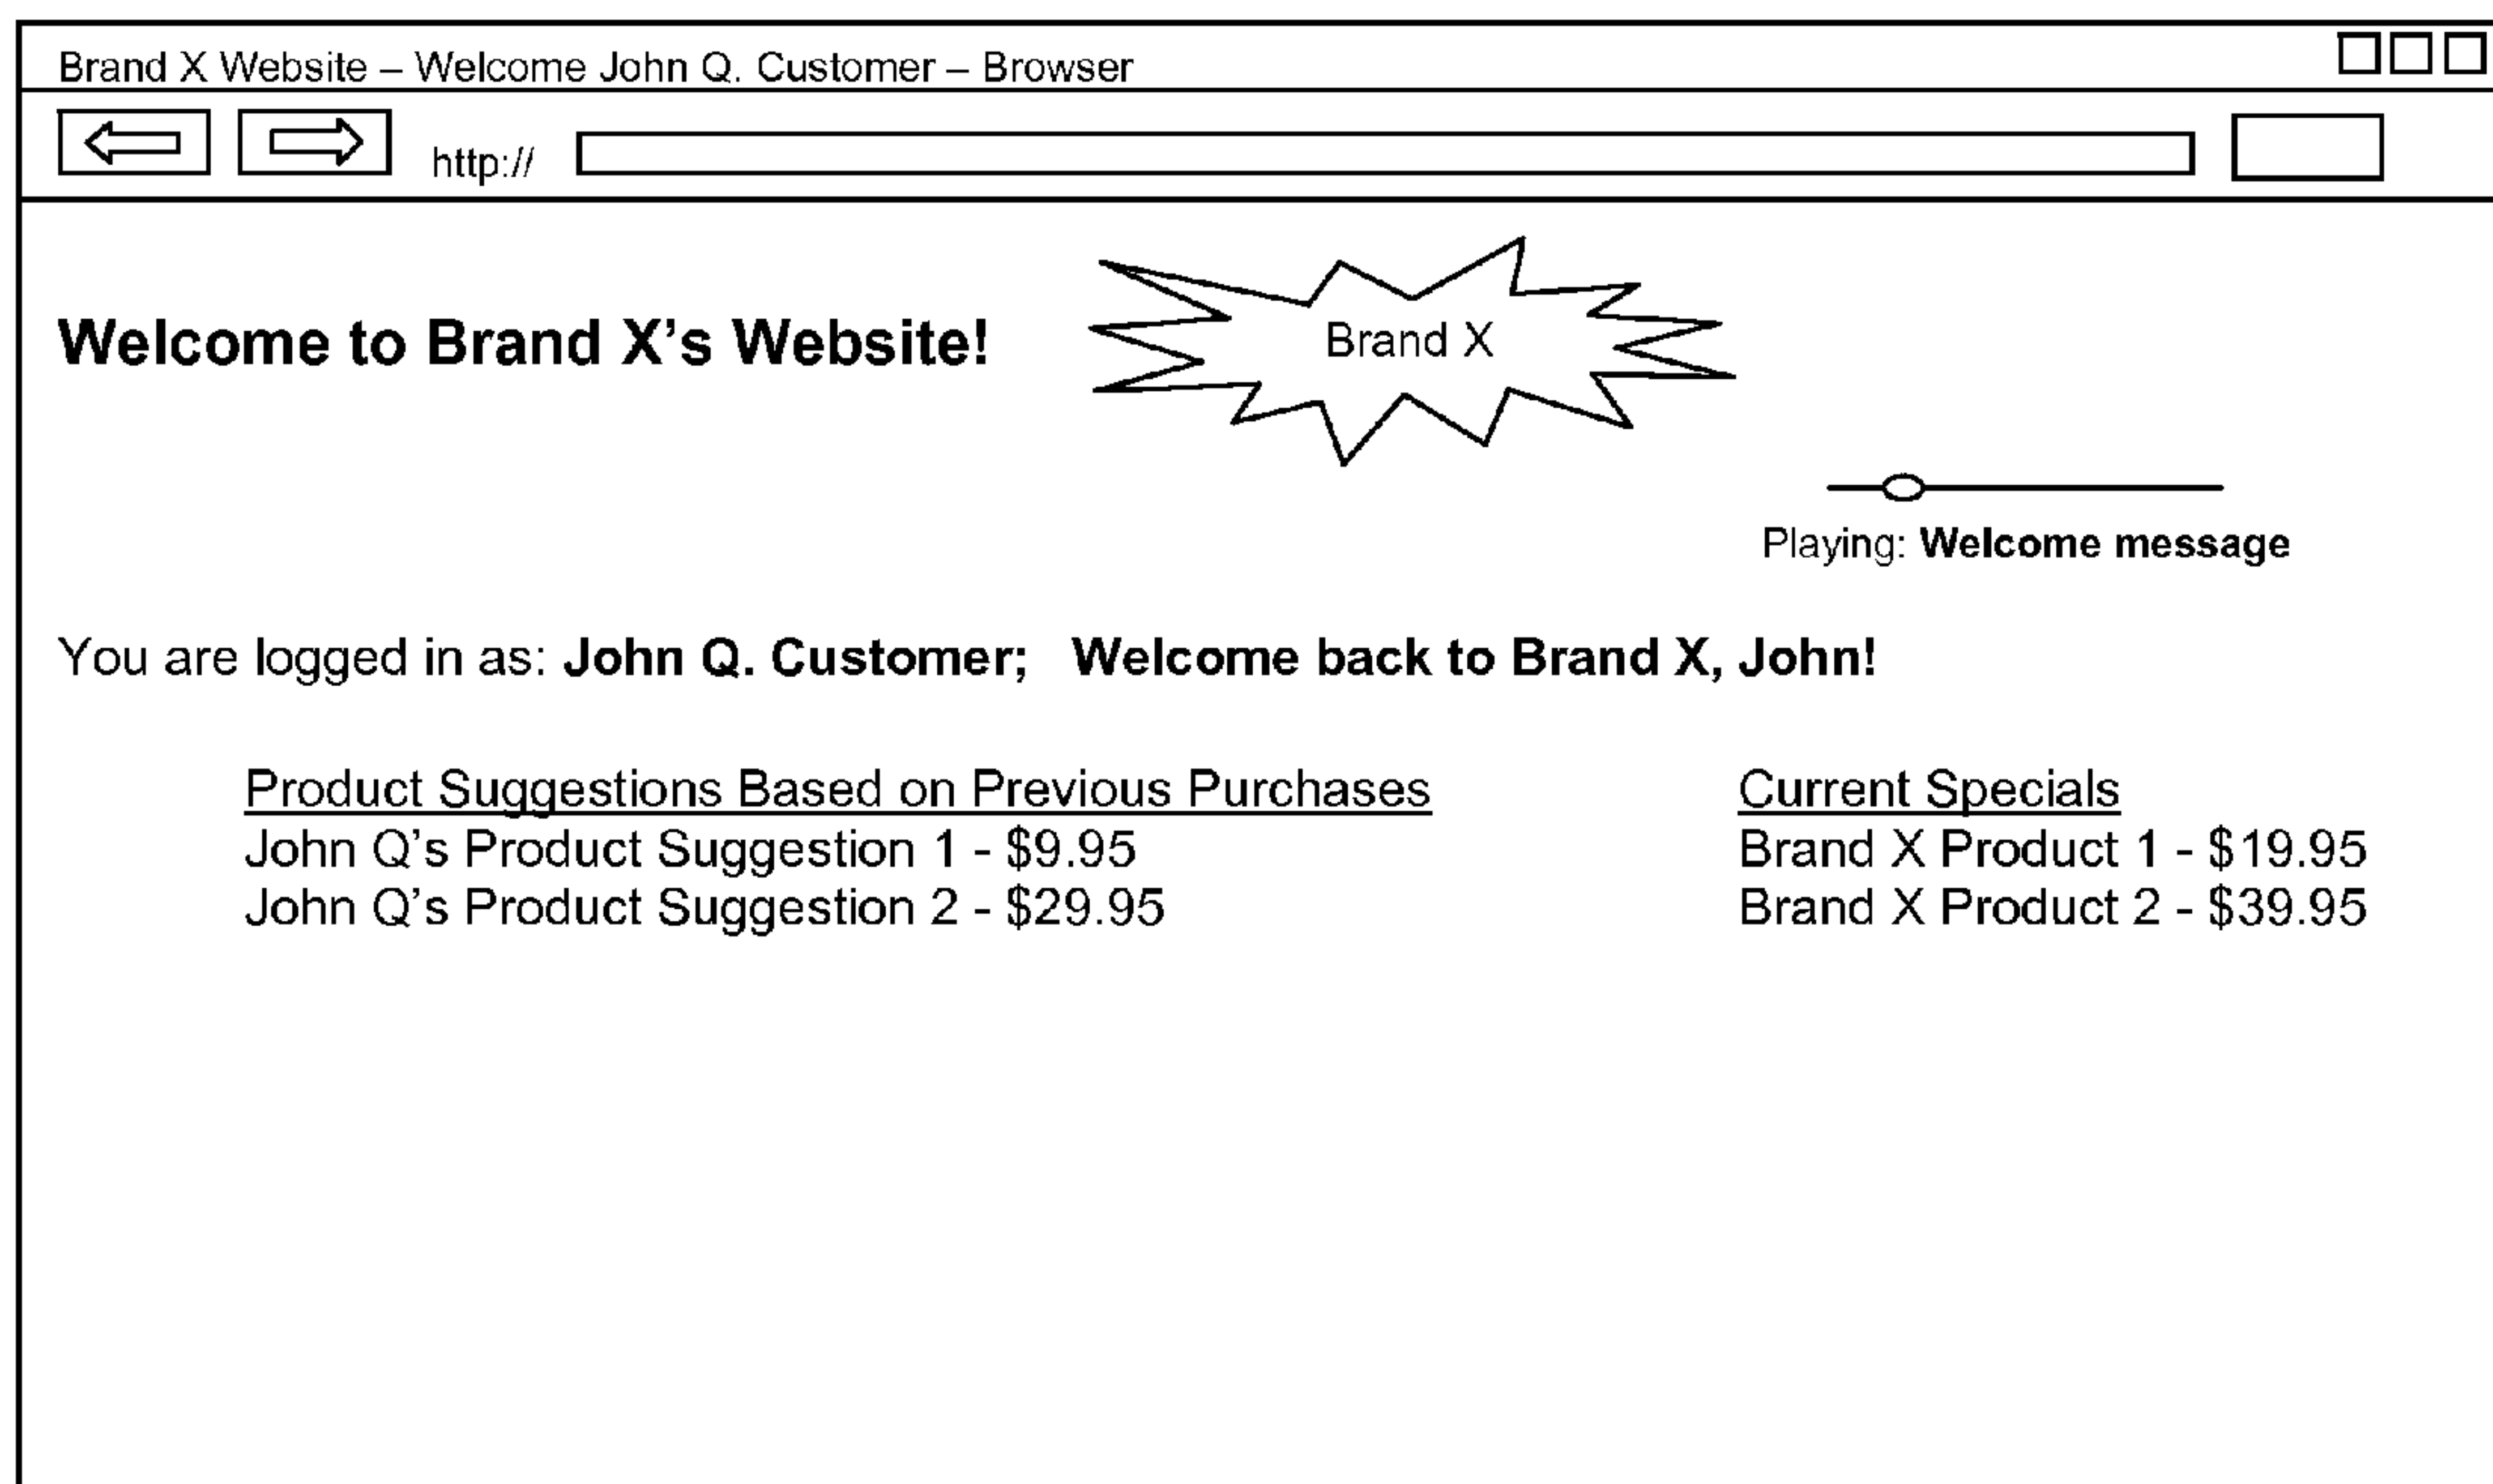 Brand X Website – Welcome John Q. Customer – Browser
http://
Welcome to Brand X’s Website!
Brand X
Playing: Welcome message
You are logged in as: John Q. Customer; Welcome back to Brand X, John!
Product Suggestions Based on Previous Purchases
John Q’s Product Suggestion 1 - $9.95
John Q’s Product Suggestion 2 - $29.95
Current Specials
Brand X Product 1 - $19.95
Brand X Product 2 - $39.95